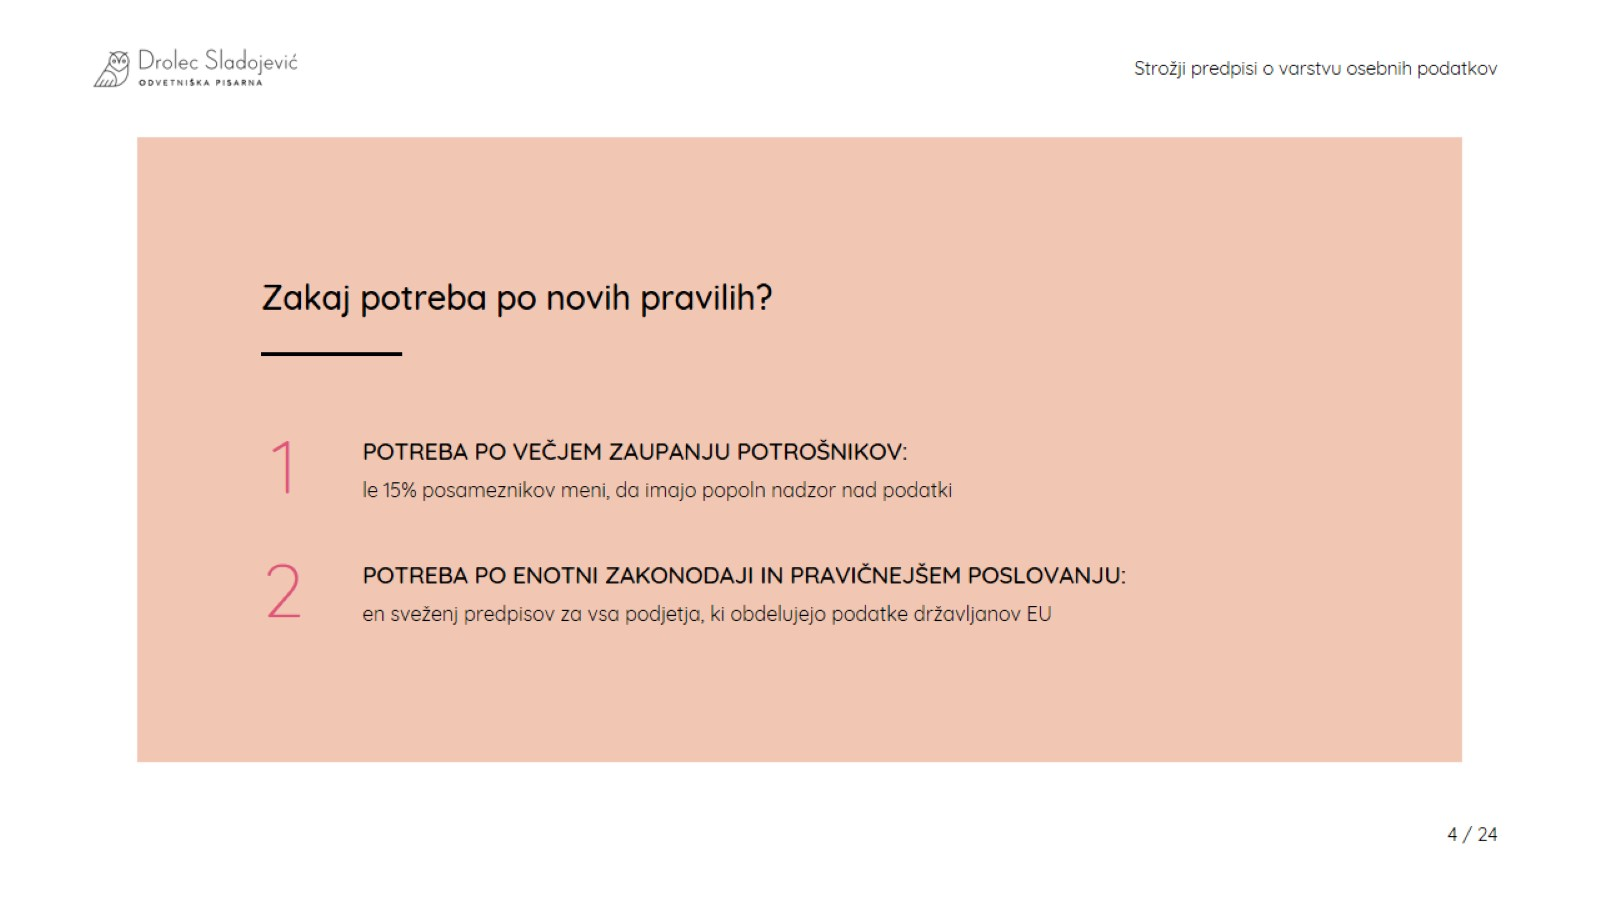 Drolec Sladojević
ODVETNIŠKA PISARNA
Strožji predpisi o varstvu osebnih podatkov
Zakaj potreba po novih pravilih?
1
POTREBA PO VEČJEM ZAUPANJU POTROŠNIKOV:
le 15% posameznikov meni, da imajo popoln nadzor nad podatki
2
POTREBA PO ENOTNI ZAKONODAJI IN PRAVIČNEJŠEM POSLOVANJU:
en sveženj predpisov za vsa podjetja, ki obdelujejo podatke državljanov EU
4 / 24